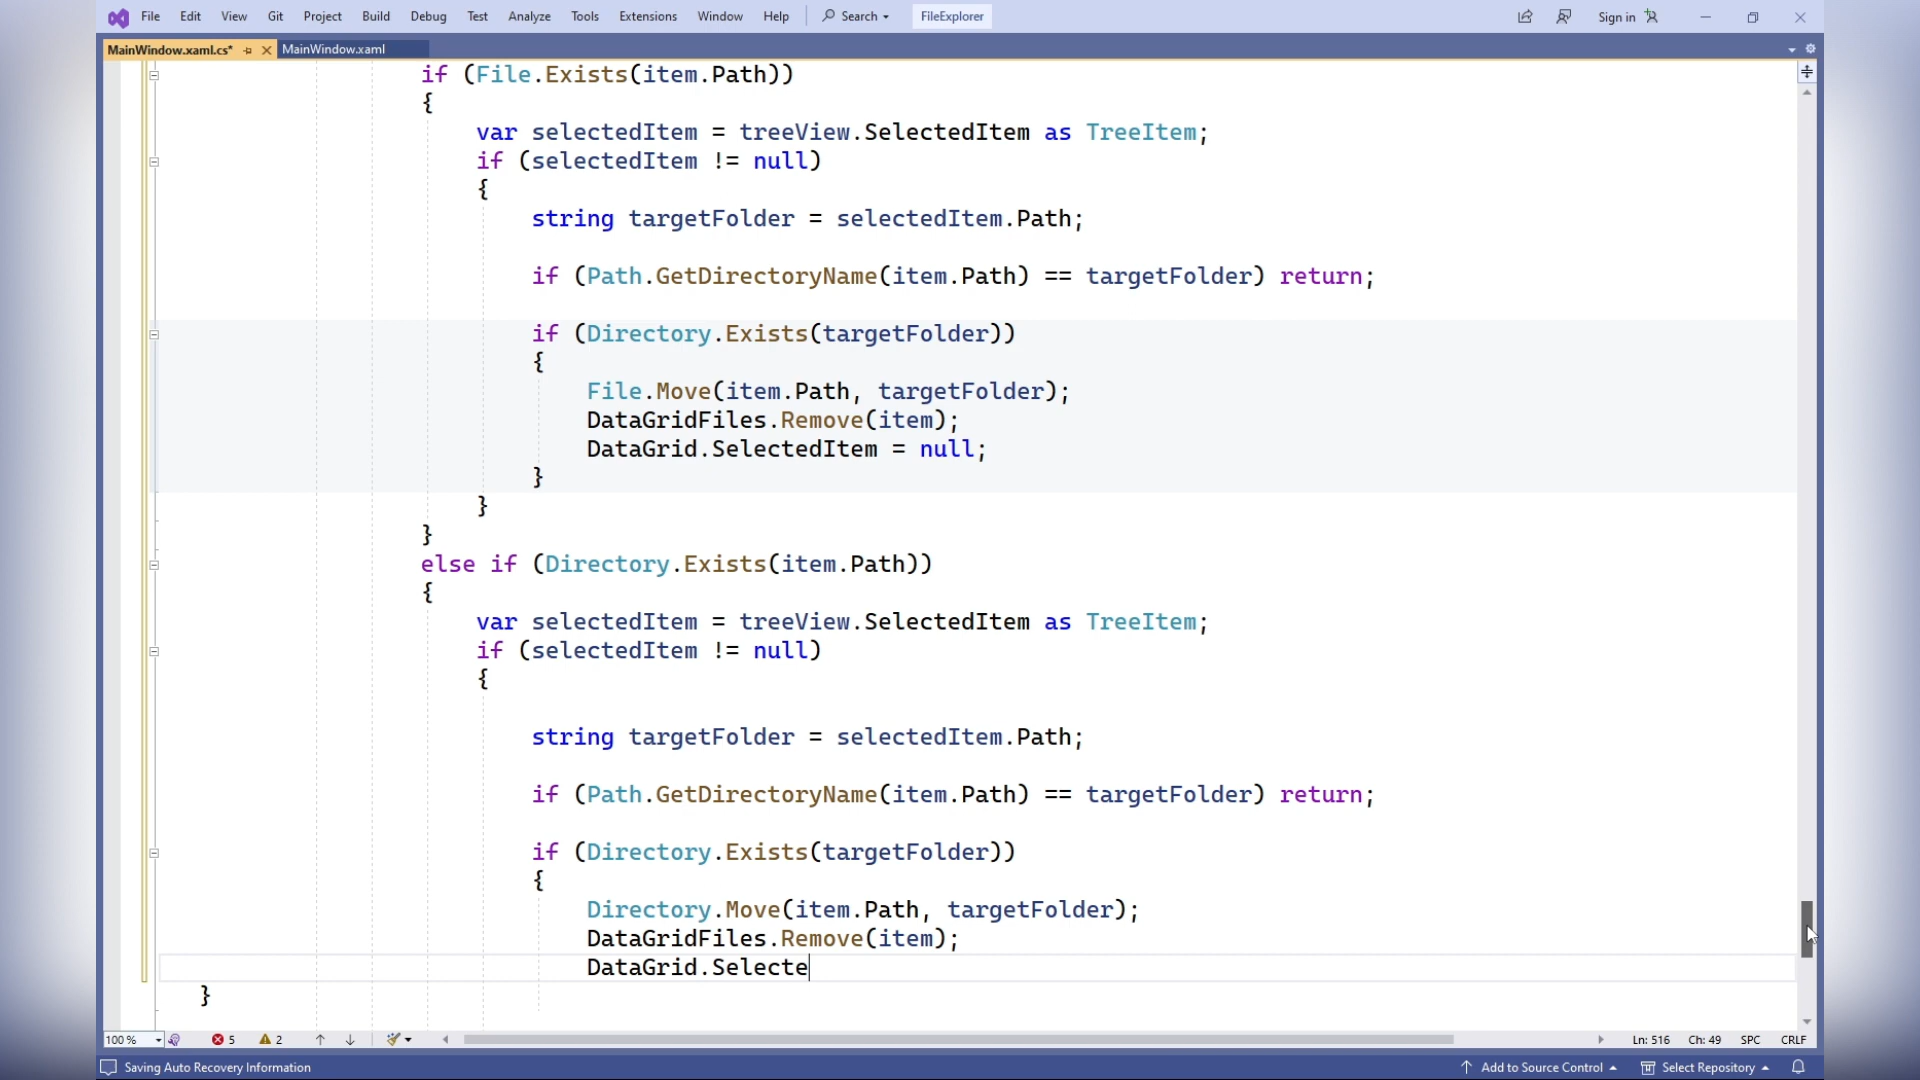 File Edit View Git Project Build Debug Test Analyze Tools Extensions Window Help Search FileExplorer Sign in
MainWindow.xaml.cs* MainWindow.xaml
if (File.Exists(item.Path))
{
var selectedItem = treeView.SelectedItem as TreeItem;
if (selectedItem != null)
{
string targetFolder = selectedItem.Path;
if (Path.GetDirectoryName(item.Path) == targetFolder) return;
if (Directory.Exists(targetFolder))
{
File.Move(item.Path, targetFolder);
DataGridFiles.Remove(item);
DataGrid.SelectedItem = null;
}
}
}
else if (Directory.Exists(item.Path))
{
var selectedItem = treeView.SelectedItem as TreeItem;
if (selectedItem != null)
{
string targetFolder = selectedItem.Path;
if (Path.GetDirectoryName(item.Path) == targetFolder) return;
if (Directory.Exists(targetFolder))
{
Directory.Move(item.Path, targetFolder);
DataGridFiles.Remove(item);
DataGrid.Selecte
}
100 % 5 2 Ln: 516 Ch: 49 SPC CRLF
Saving Auto Recovery Information Add to Source Control Select Repository